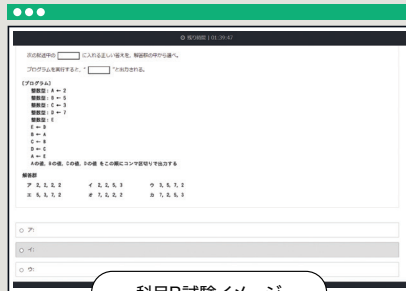 残り時間 | 01:39:47
次の記述中の　　　に入れる正しい答えを、解答群の中から選べ。
プログラムを実行すると、"　　　"と出力される。
[プログラム]
整数型: A ← 2
整数型: B ← 5
整数型: C ← 3
整数型: D ← 7
整数型: E
E ← D
B ← A
C ← B
D ← C
A ← E
Aの値, Bの値, Cの値, Dの値 をこの順にコンマ区切りで出力する
解答群
ア 2, 2, 2, 2　イ 2, 2, 5, 3　ウ 3, 5, 7, 2
エ 5, 3, 7, 2　オ 7, 2, 2, 2　カ 7, 2, 5, 3
ア:
イ:
ウ:
科目B試験イメージ